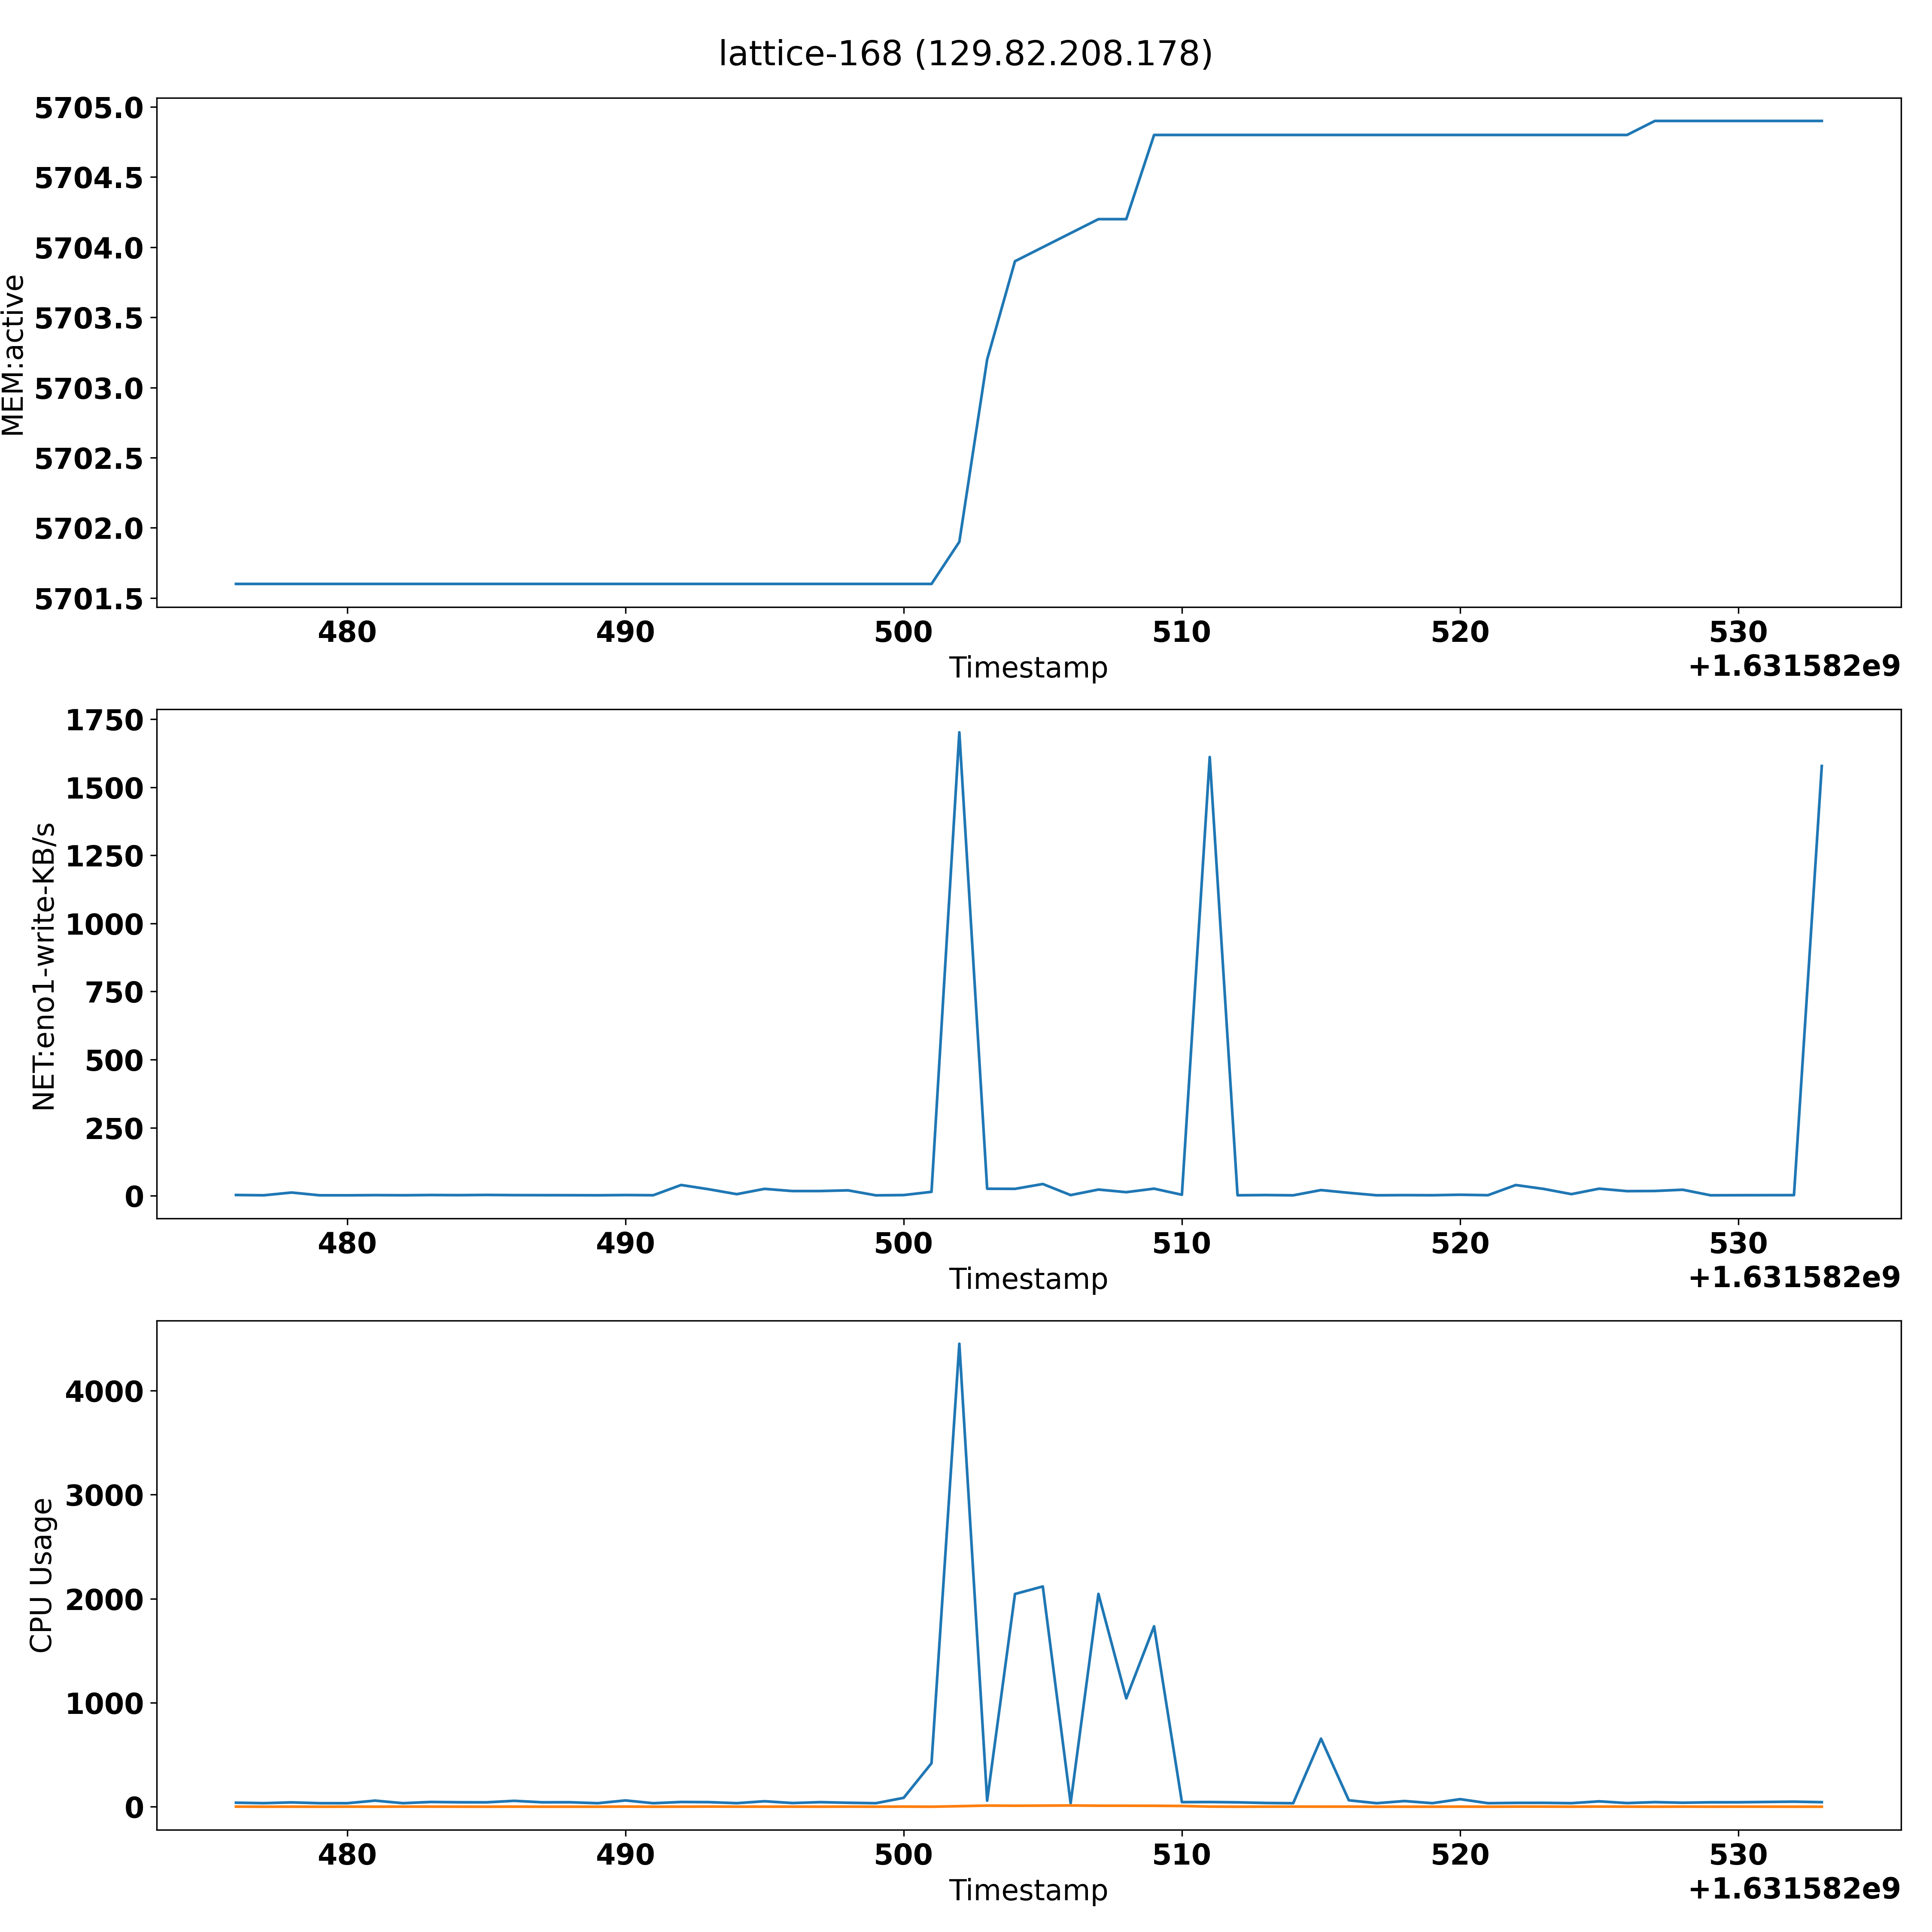 lattice-168 (129.82.208.178)
5705.0
5704.5
5704.0
5703.5
5703.0
5702.5
5702.0
5701.5
MEM:active
480 490 500 510 520 530
Timestamp
+1.631582e9
1750
1500
1250
1000
750
500
250
0
NET:eno1-write-KB/s
480 490 500 510 520 530
Timestamp
+1.631582e9
4000
3000
2000
1000
0
CPU Usage
480 490 500 510 520 530
Timestamp
+1.631582e9